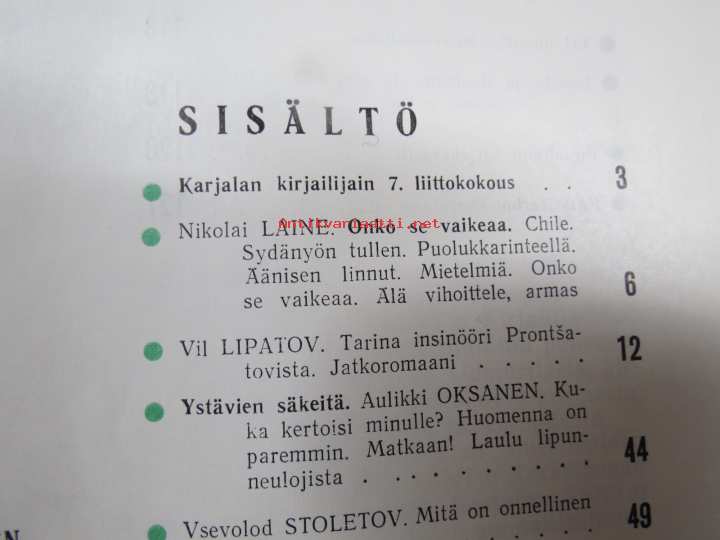 SISÄLTÖ
Karjalan kirjailijain 7. liittokokous . . 3
Nikolai LAINE. Onko se vaikeaa. Chile.
Antikvariaatti.net
Sydänyön tullen. Puolukkarinteellä.
Äänisen linnut. Mietelmiä. Onko
se vaikeaa. Älä vihoittele, armas 6
Vil LIPATOV. Tarina insinööri Prontša-
tovista. Jatkoromaani . . . . . 12
Ystävien säkeitä. Aulikki OKSANEN. Ku-
ka kertoisi minulle? Huomenna on
paremmin. Matkaan! Laulu lipun-
neulojista . . . . . . . . 44
Vsevolod STOLETOV. Mitä on onnellinen
49